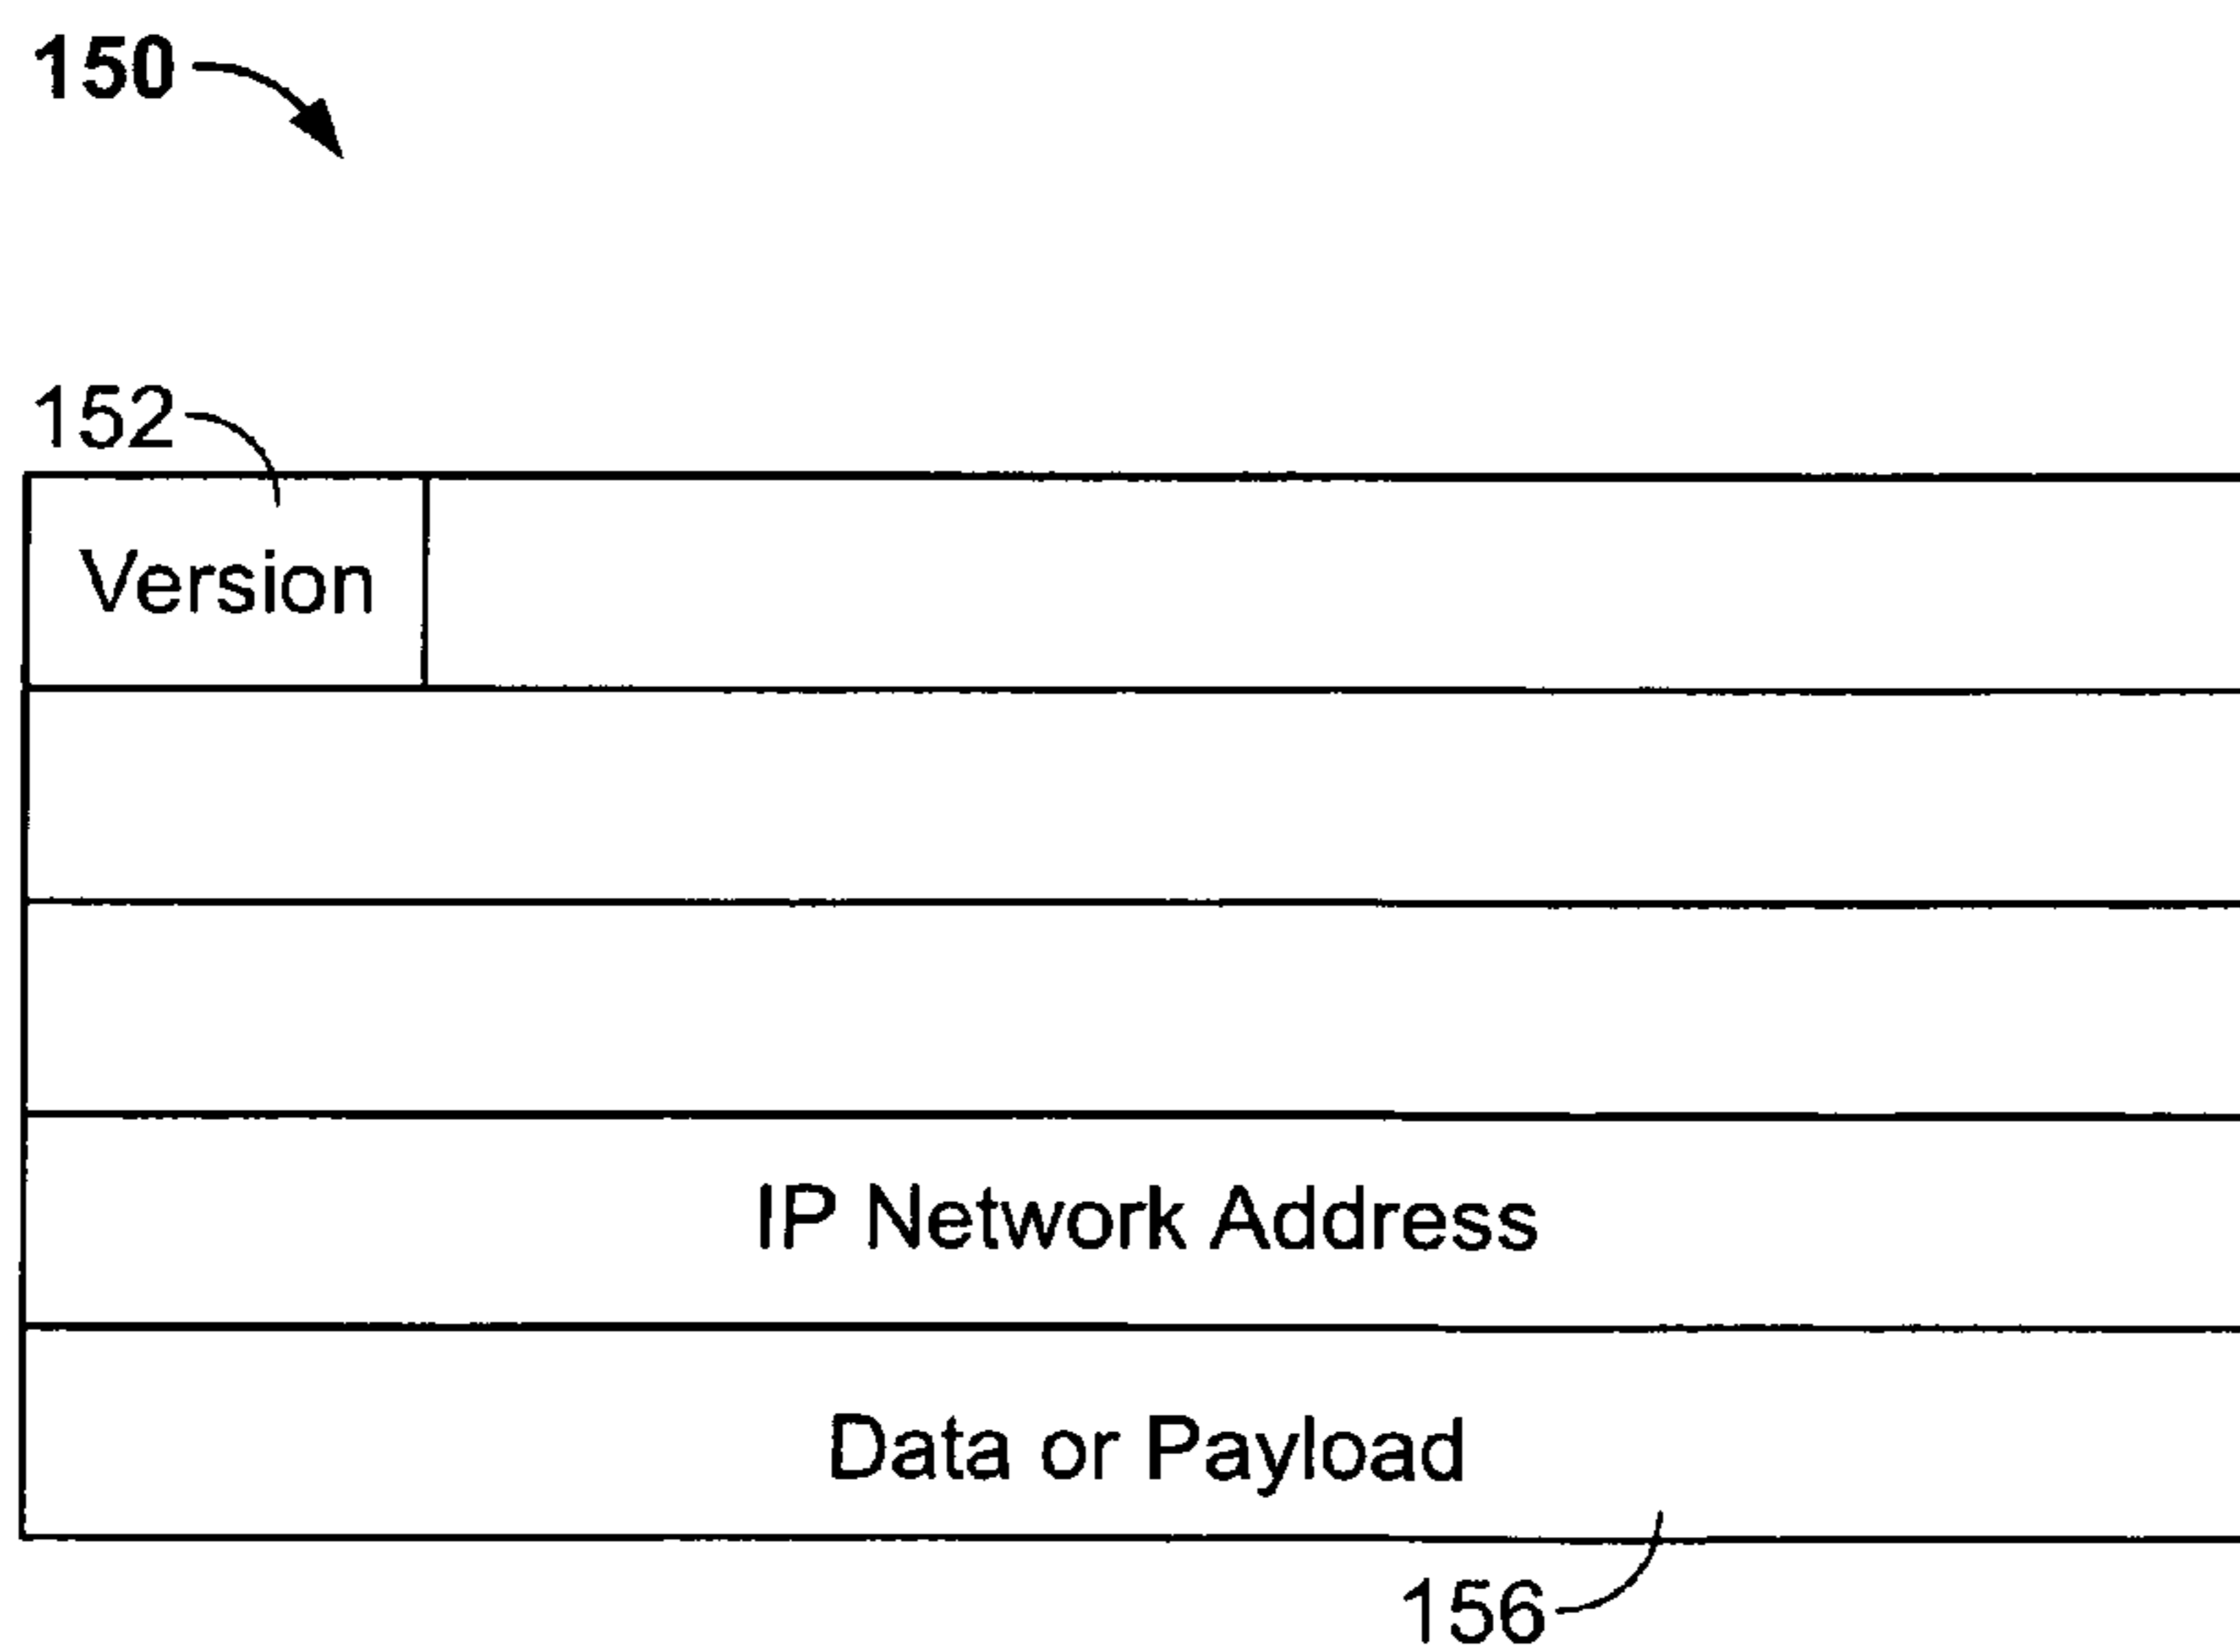 150
152
Version
IP Network Address
Data or Payload
156